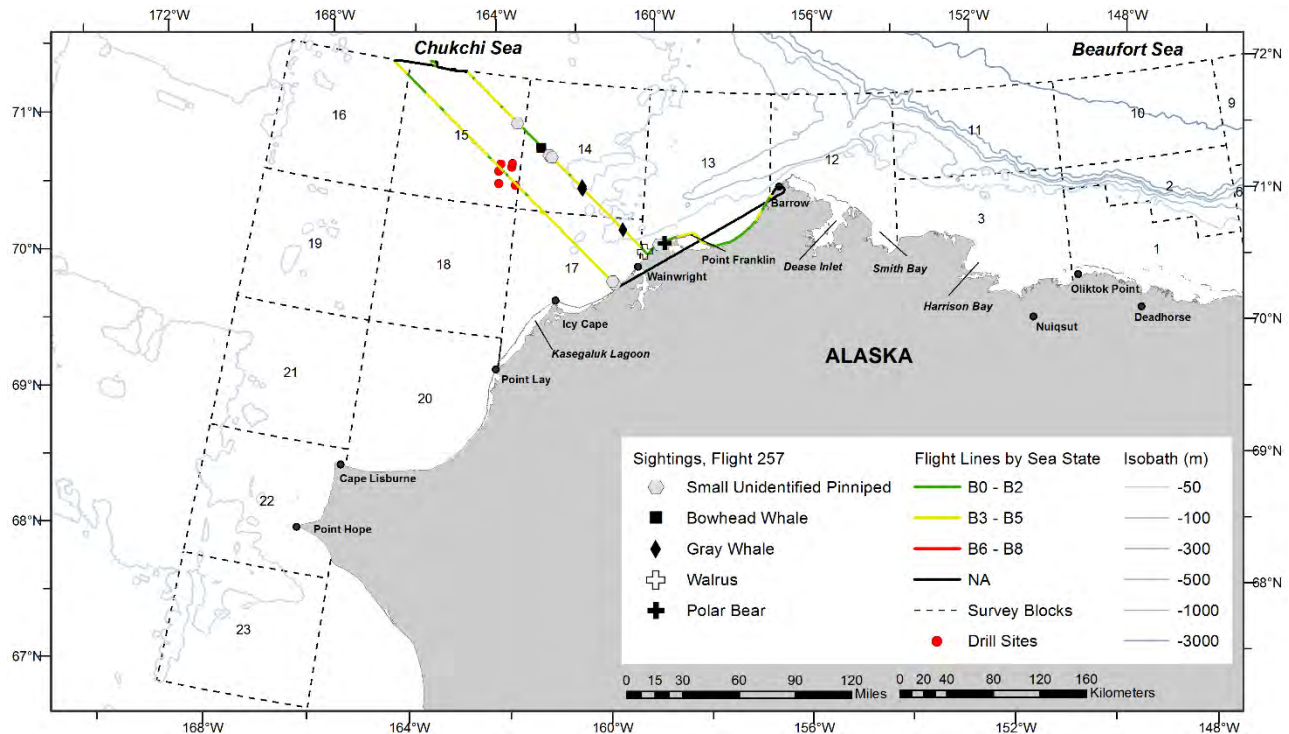 172°W 168°W 164°W 160°W 156°W 152°W 148°W
Chukchi Sea Beaufort Sea
72°N
71°N
16 9
10
15 14 13 11
12
71°N
2
6
3
19 Barrow
70°N
18 17 Point Franklin 1
Wainwright Dease Inlet Smith Bay
Harrison Bay Oliktok Point
Icy Cape Nuiqsut Deadhorse
70°N
Kasegaluk Lagoon
ALASKA
21 Point Lay
69°N
20
69°N
Cape Lisburne
22
68°N
Point Hope
68°N
23
67°N
Sightings, Flight 257
Small Unidentified Pinniped
Bowhead Whale
Gray Whale
Walrus
Polar Bear
Flight Lines by Sea State
B0 - B2
B3 - B5
B6 - B8
NA
Survey Blocks
Drill Sites
Isobath (m)
-50
-100
-300
-500
-1000
-3000
0 15 30 60 90 120
Miles
0 20 40 80 120 160
Kilometers
168°W 164°W 160°W 156°W 152°W 148°W